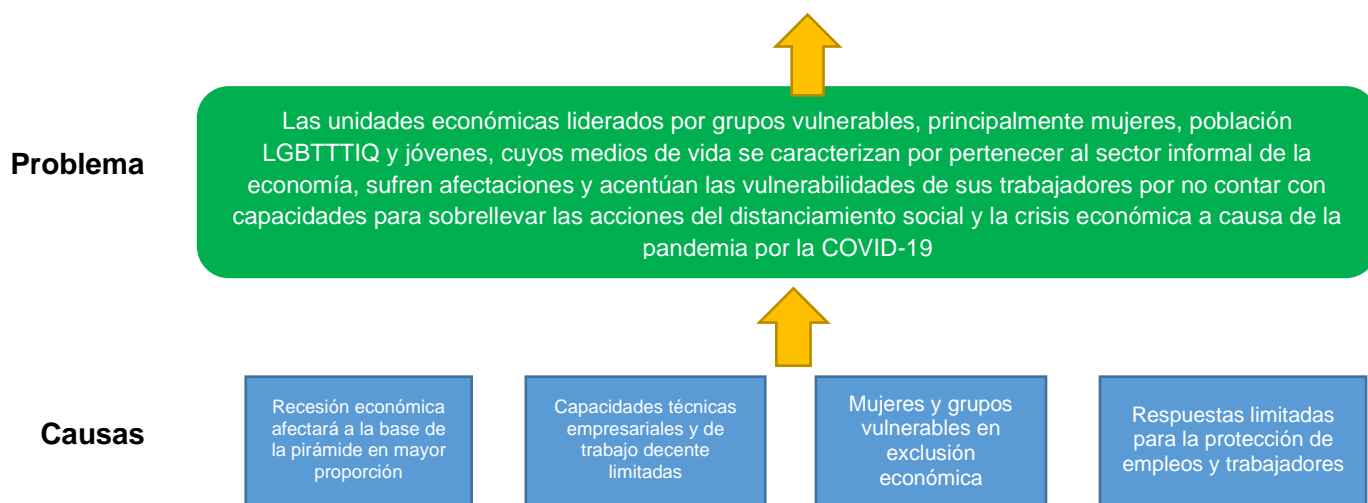 Problema
Las unidades económicas liderados por grupos vulnerables, principalmente mujeres, población
LGBTTTIQ y jóvenes, cuyos medios de vida se caracterizan por pertenecer al sector informal de la
economía, sufren afectaciones y acentúan las vulnerabilidades de sus trabajadores por no contar con
capacidades para sobrellevar las acciones del distanciamiento social y la crisis económica a causa de la
pandemia por la COVID-19
Causas
Recesión económica
afectará a la base de
la pirámide en mayor
proporción
Capacidades técnicas
empresariales y de
trabajo decente
limitadas
Mujeres y grupos
vulnerables en
exclusión
económica
Respuestas limitadas
para la protección de
empleos y trabajadores